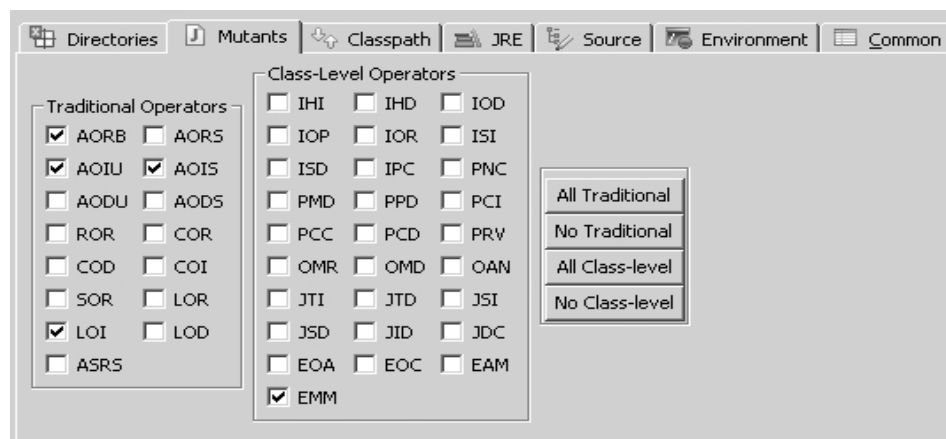 Directories Mutants Classpath JRE Source Environment Common
Traditional Operators
AORB AORS
AOIU AOIS
AODU AODS
ROR COR
COD COI
SOR LOR
LOI LOD
ASRS
Class-Level Operators
IHI IHD IOD
IOP IOR ISI
ISD IPC PNC
PMD PPD PCI
PCC PCD PRV
OMR OMD OAN
JTI JTD JSI
JSD JID JDC
EOA EOC EAM
EMM
All Traditional
No Traditional
All Class-level
No Class-level